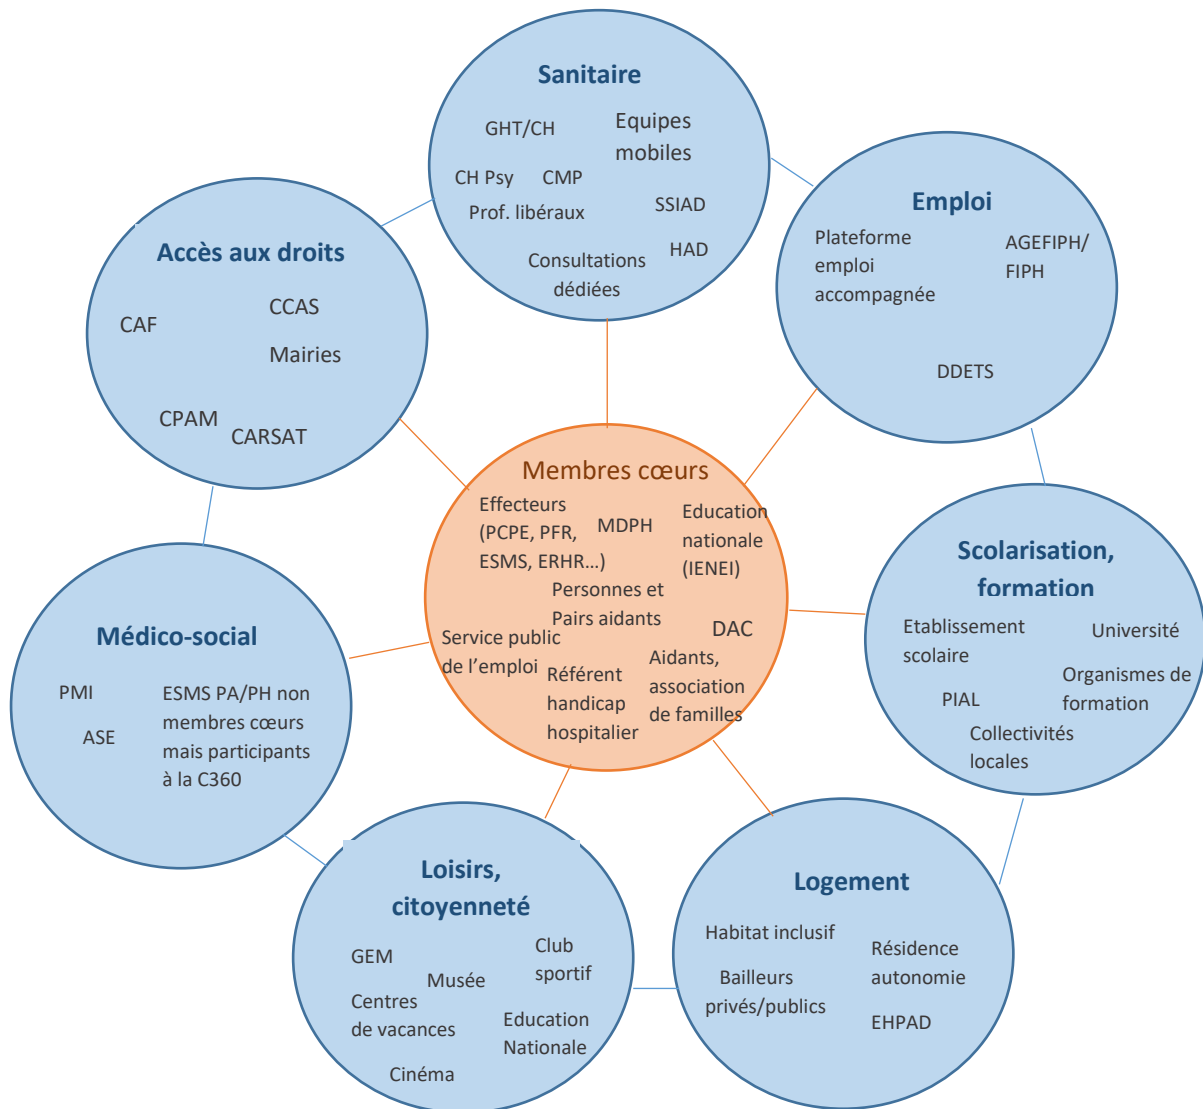 Sanitaire
GHT/CH
Equipes
mobiles
CH Psy
CMP
Prof. libéraux
SSIAD
HAD
Consultations
dédiées
Emploi
Plateforme
emploi
accompagnée
AGEFIPH/
FIPH
DDETS
Accès aux droits
CAF
CCAS
Mairies
CPAM
CARSAT
Membres cœurs
Effecteurs
(PCPE, PFR,
ESMS, ERHR...)
MDPH
Education
nationale
(IENEI)
Personnes et
Pairs aidants
DAC
Service public
de l’emploi
Référent
handicap
hospitalier
Aidants,
association
de familles
Scolarisation,
formation
Etablissement
scolaire
Université
PIAL
Organismes de
formation
Collectivités
locales
Médico-social
PMI
ASE
ESMS PA/PH non
membres cœurs
mais participants
à la C360
Loisirs,
citoyenneté
GEM
Musée
Club
sportif
Centres
de vacances
Education
Nationale
Cinéma
Logement
Habitat inclusif
Résidence
autonomie
Bailleurs
privés/publics
EHPAD